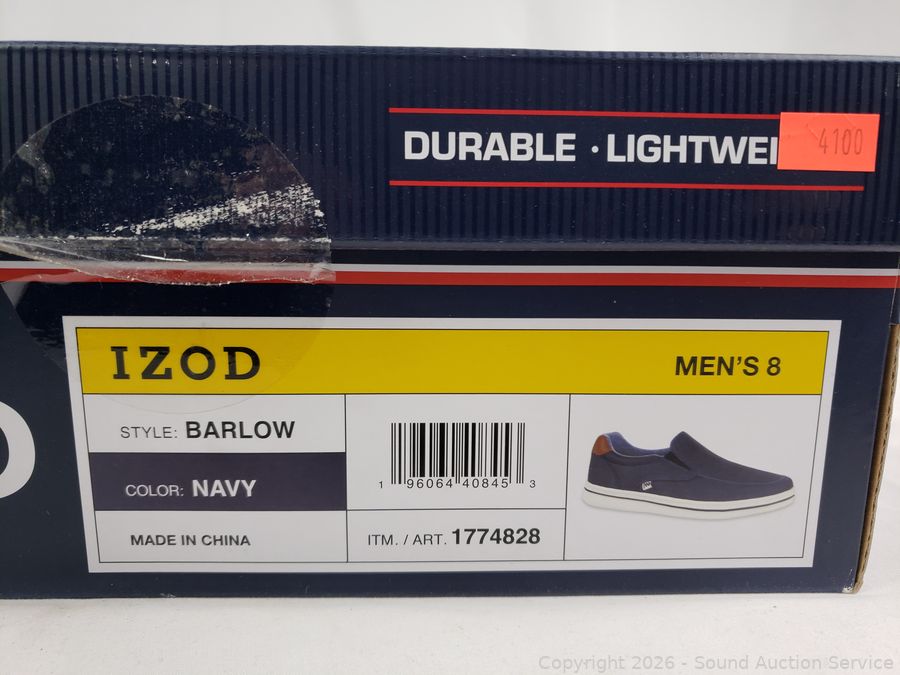 DURABLE · LIGHTWEI
4100
IZOD
MEN'S 8
STYLE: BARLOW
COLOR: NAVY
MADE IN CHINA
1 96064 40845 3
ITM. / ART. 1774828
Copyright 2026 - Sound Auction Service